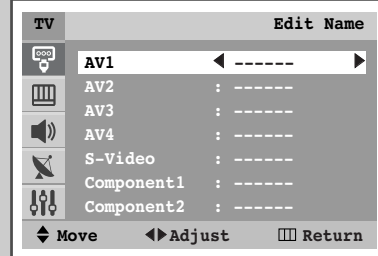 TV Edit Name
AV1 ◀ ------ ▶
AV2 : ------
AV3 : ------
AV4 : ------
S-Video : ------
Component1 : ------
Component2 : ------
Move Adjust Return